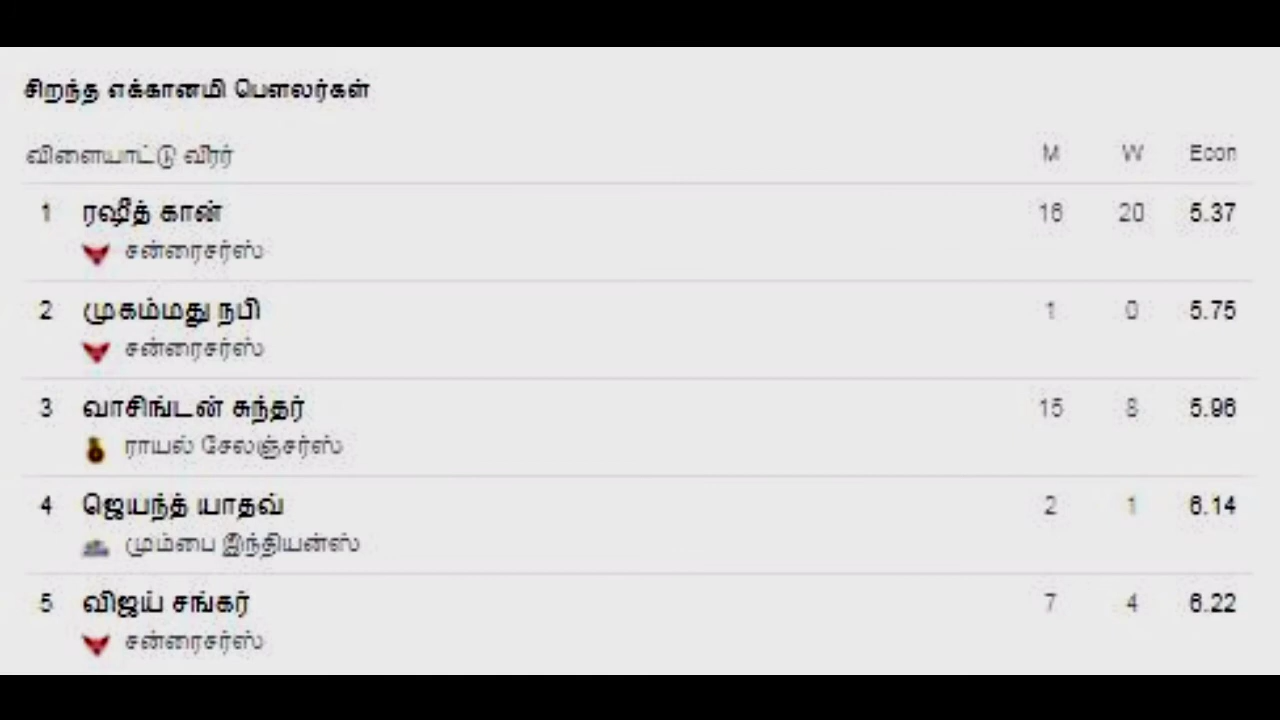 சிறந்த எக்கானமி பௌலர்கள்
விளையாட்டு வீரர் M W Econ
1 ரஷீத் கான் 16 20 5.37
சன்ரைசர்ஸ்
2 முகம்மது நபி 1 0 5.75
சன்ரைசர்ஸ்
3 வாசிங்டன் சுந்தர் 15 8 5.96
ராயல் சேலஞ்சர்ஸ்
4 ஜெயந்த் யாதவ் 2 1 6.14
மும்பை இந்தியன்ஸ்
5 விஜய் சங்கர் 7 4 6.22
சன்ரைசர்ஸ்